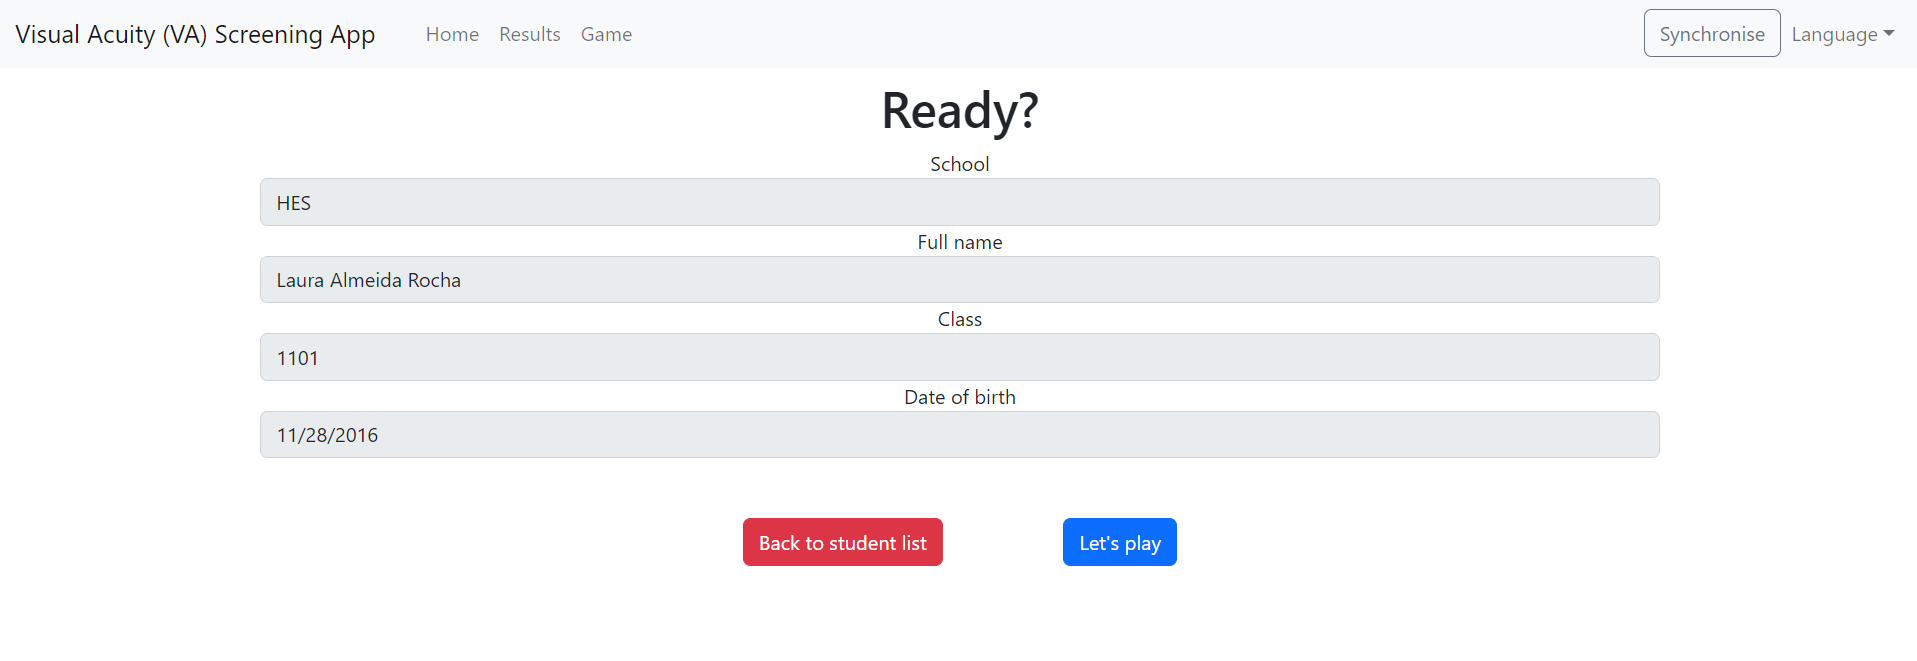 Visual Acuity (VA) Screening App Home Results Game Synchronise Language
Ready?
School
HES
Full name
Laura Almeida Rocha
Class
1101
Date of birth
11/28/2016
Back to student list Let's play